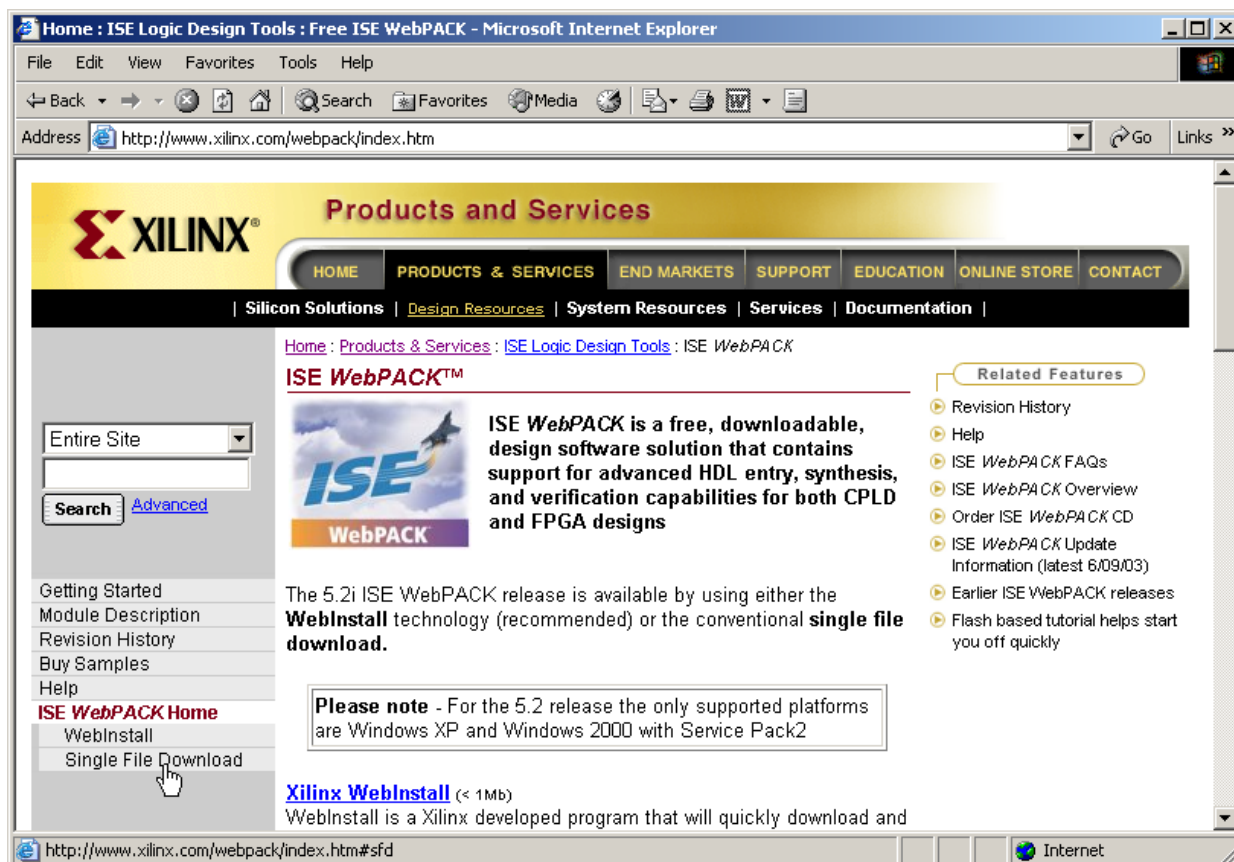 Home : ISE Logic Design Tools : Free ISE WebPACK - Microsoft Internet Explorer
File Edit View Favorites Tools Help
Back Search Favorites Media
Address http://www.xilinx.com/webpack/index.htm Go Links »
XILINX®
Products and Services
HOME PRODUCTS & SERVICES END MARKETS SUPPORT EDUCATION ONLINE STORE CONTACT
| Silicon Solutions | Design Resources | System Resources | Services | Documentation |
Entire Site
Search Advanced
Getting Started
Module Description
Revision History
Buy Samples
Help
ISE WebPACK Home
WebInstall
Single File Download
Home : Products & Services : ISE Logic Design Tools : ISE WebPACK
ISE WebPACK™
ISE
WebPACK
ISE WebPACK is a free, downloadable,
design software solution that contains
support for advanced HDL entry, synthesis,
and verification capabilities for both CPLD
and FPGA designs
The 5.2i ISE WebPACK release is available by using either the
WebInstall technology (recommended) or the conventional single file
download.
Please note - For the 5.2 release the only supported platforms
are Windows XP and Windows 2000 with Service Pack2
Xilinx WebInstall (< 1Mb)
WebInstall is a Xilinx developed program that will quickly download and
Related Features
Revision History
Help
ISE WebPACK FAQs
ISE WebPACK Overview
Order ISE WebPACK CD
ISE WebPACK Update
Information (latest 6/09/03)
Earlier ISE WebPACK releases
Flash based tutorial helps start
you off quickly
http://www.xilinx.com/webpack/index.htm#sfd Internet